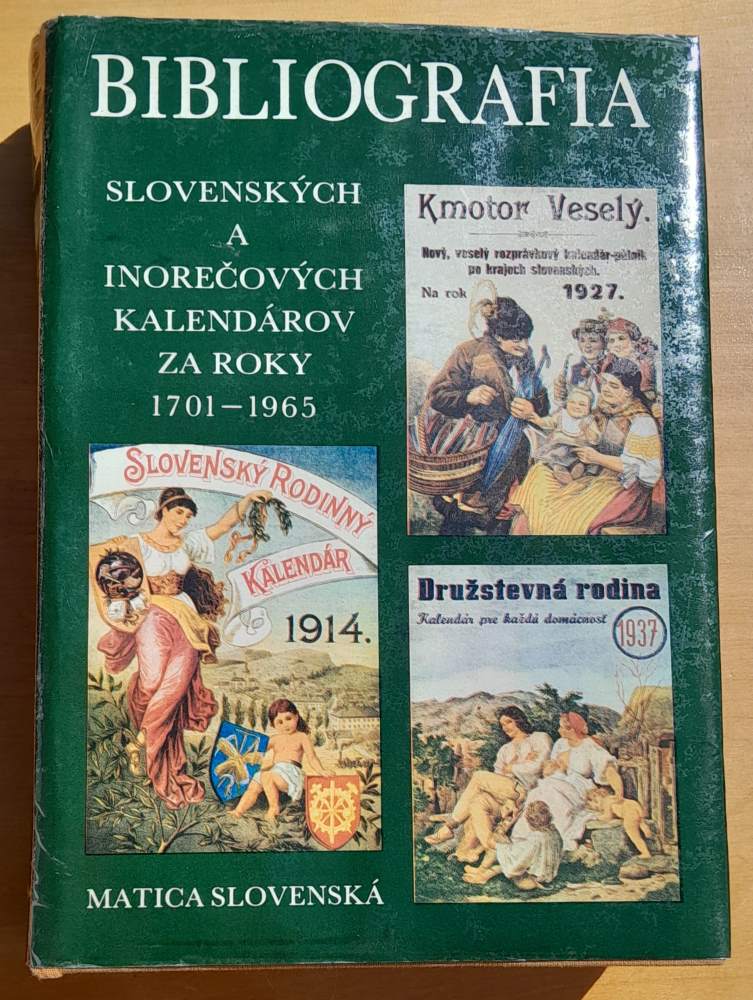 BIBLIOGRAFIA
SLOVENSKÝCH
A
INOREČOVÝCH
KALENDÁROV
ZA ROKY
1701–1965
Kmotor Veselý.
Nový, veselý rozprávkový kalendár-pútnik
po krajoch slovenských.
Na rok 1927.
SLOVENSKÝ RODINNÝ
KALENDÁR
1914.
Družstevná rodina
Kalendár pre každú domácnosť
1937
MATICA SLOVENSKÁ